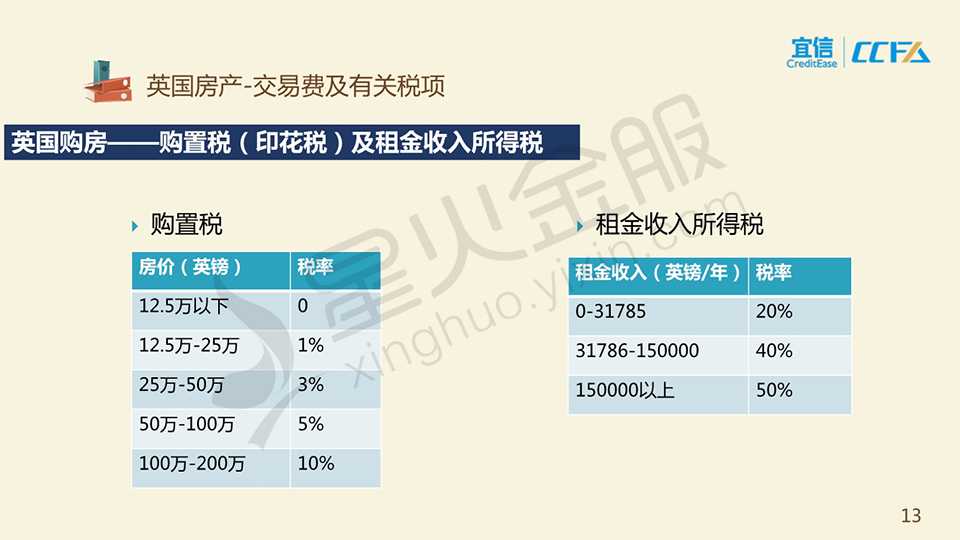 宜信
CreditEase
CCFA
英国房产-交易费及有关税项
英国购房——购置税（印花税）及租金收入所得税
购置税
房价（英镑） 税率
12.5万以下 0
12.5万-25万 1%
25万-50万 3%
50万-100万 5%
100万-200万 10%
租金收入所得税
租金收入（英镑/年） 税率
0-31785 20%
31786-150000 40%
150000以上 50%
星火金服
xinghuo.yixin.com
13